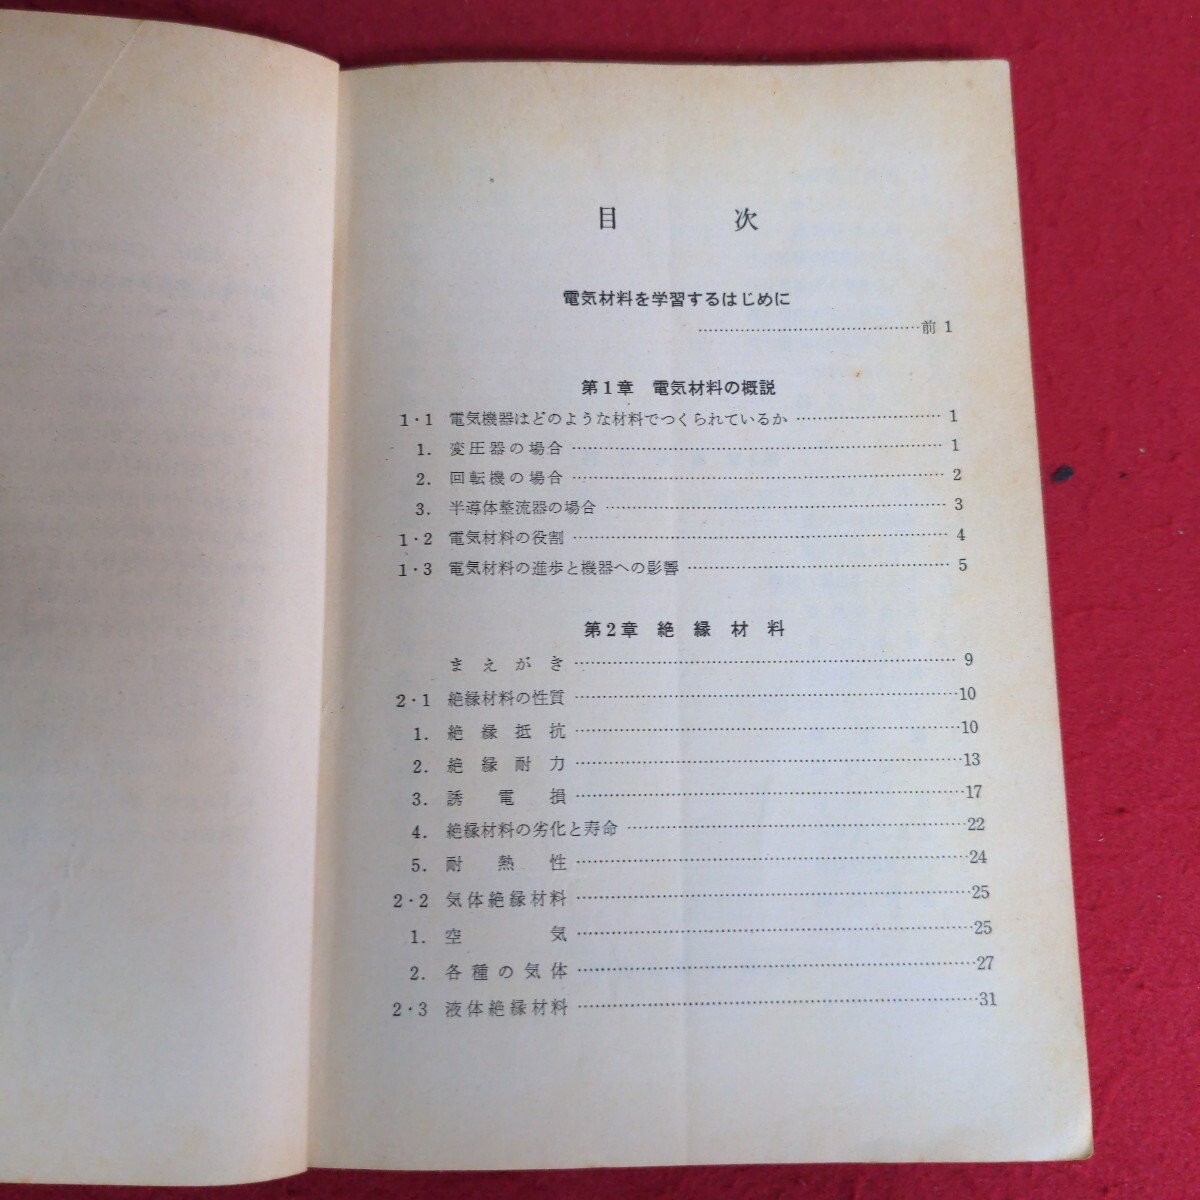 目次
電気材料を学習するはじめに
……………………………………前 1
第1章 電気材料の概説
1・1 電気機器はどのような材料でつくられているか ………………………… 1
1. 変圧器の場合 ………………………………………………………… 1
2. 回転機の場合 ………………………………………………………… 2
3. 半導体整流器の場合 ………………………………………………… 3
1・2 電気材料の役割 ……………………………………………………… 4
1・3 電気材料の進歩と機器への影響 …………………………………… 5
第2章 絶縁材料
まえがき ……………………………………………………… 9
2・1 絶縁材料の性質 ………………………………………………………10
1. 絶縁抵抗 ………………………………………………………10
2. 絶縁耐力 ………………………………………………………13
3. 誘電損 ………………………………………………………17
4. 絶縁材料の劣化と寿命 ………………………………………………22
5. 耐熱性 ………………………………………………………24
2・2 気体絶縁材料 ………………………………………………………25
1. 空気 ………………………………………………………25
2. 各種の気体 ………………………………………………………27
2・3 液体絶縁材料 ………………………………………………………31